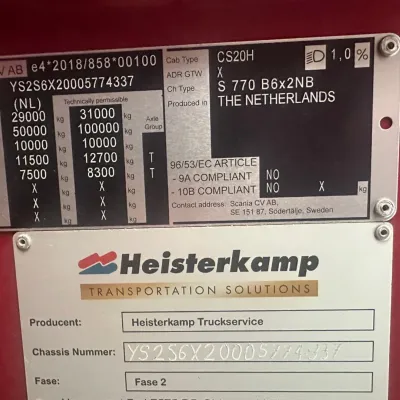 V AB e4*2018/858*00100
YS2S6X20005774337
(NL) Technically permissible
29000 kg 31000 kg
50000 kg 100000 kg Axle Group
10000 kg 10000 kg
11500 kg 12700 kg T
7500 kg 8300 kg T
X kg X kg
X kg X kg
Cab Type CS20H 1,0%
ADR GTW X
Ch Type S 770 B6x2NB
Produced in THE NETHERLANDS
96/53/EC ARTICLE
- 9A COMPLIANT NO
- 10B COMPLIANT NO X kg
Contact address: Scania CV AB,
SE 151 87, Södertälje, Sweden
Heisterkamp
TRANSPORTATION SOLUTIONS
Producent: Heisterkamp Truckservice
Chassis Nummer: YS2S6X20005774337
Fase: Fase 2